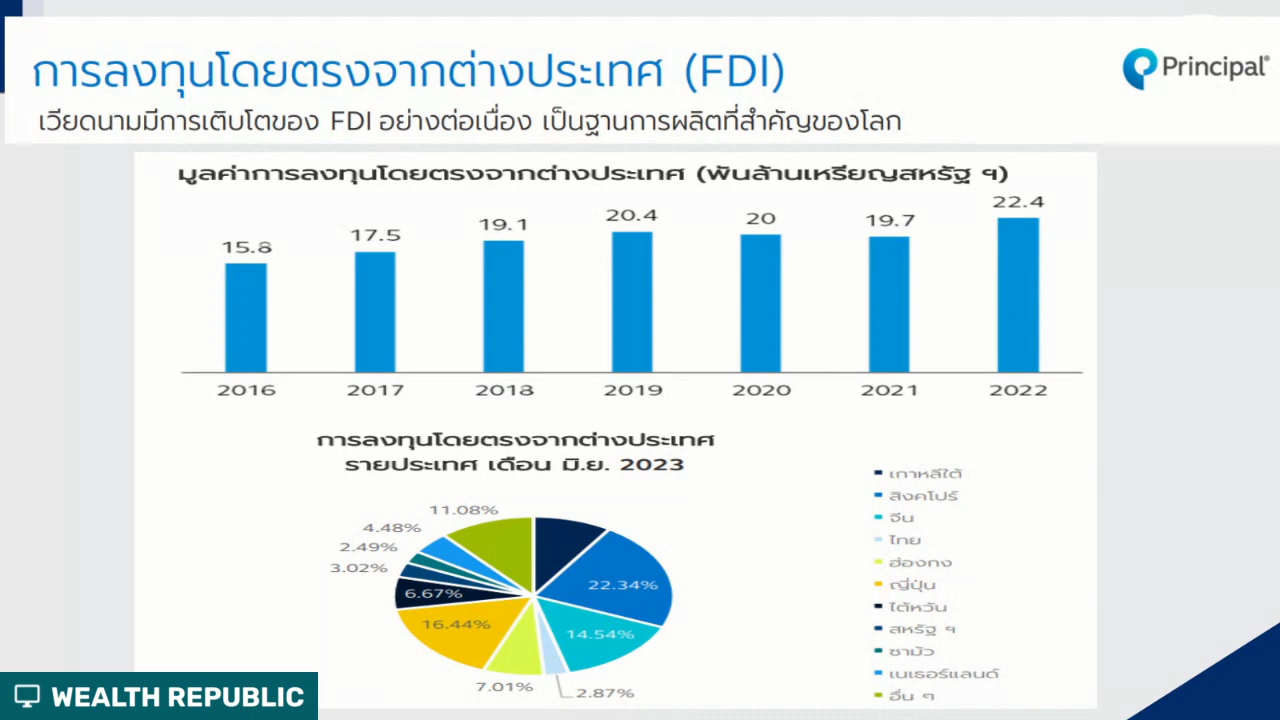 การลงทุนโดยตรงจากต่างประเทศ (FDI)
Principal®
เวียดนามมีการเติบโตของ FDI อย่างต่อเนื่อง เป็นฐานการผลิตที่สำคัญของโลก
มูลค่าการลงทุนโดยตรงจากต่างประเทศ (พันล้านเหรียญสหรัฐ ฯ)
15.8 17.5 19.1 20.4 20 19.7 22.4
2016 2017 2018 2019 2020 2021 2022
การลงทุนโดยตรงจากต่างประเทศ
รายประเทศ เดือน มิ.ย. 2023
11.08%
4.48%
2.49%
3.02%
6.67%
16.44%
7.01%
2.87%
14.54%
22.34%
เกาหลีใต้
สิงคโปร์
จีน
ไทย
ฮ่องกง
ญี่ปุ่น
ไต้หวัน
สหรัฐ ฯ
ซามัว
เนเธอร์แลนด์
อื่น ๆ
WEALTH REPUBLIC